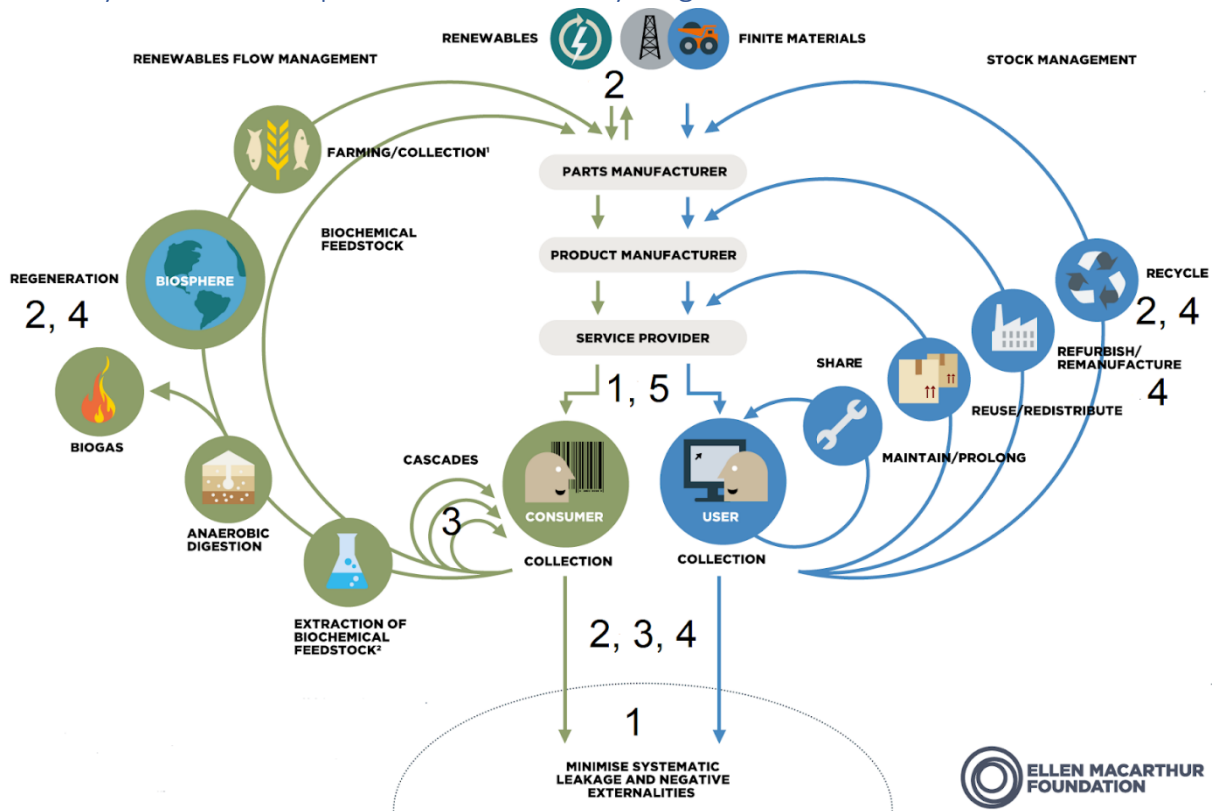 RENEWABLES
FINITE MATERIALS
RENEWABLES FLOW MANAGEMENT
STOCK MANAGEMENT
2
FARMING/COLLECTION¹
PARTS MANUFACTURER
BIOCHEMICAL
FEEDSTOCK
PRODUCT MANUFACTURER
REGENERATION
BIOSPHERE
RECYCLE
2, 4
2, 4
SERVICE PROVIDER
REFURBISH/
REMANUFACTURE
SHARE
4
1, 5
REUSE/REDISTRIBUTE
BIOGAS
CASCADES
MAINTAIN/PROLONG
3
CONSUMER
USER
ANAEROBIC
DIGESTION
COLLECTION
COLLECTION
EXTRACTION OF
BIOCHEMICAL
FEEDSTOCK²
2, 3, 4
1
MINIMISE SYSTEMATIC
LEAKAGE AND NEGATIVE
EXTERNALITIES
ELLEN MACARTHUR
FOUNDATION